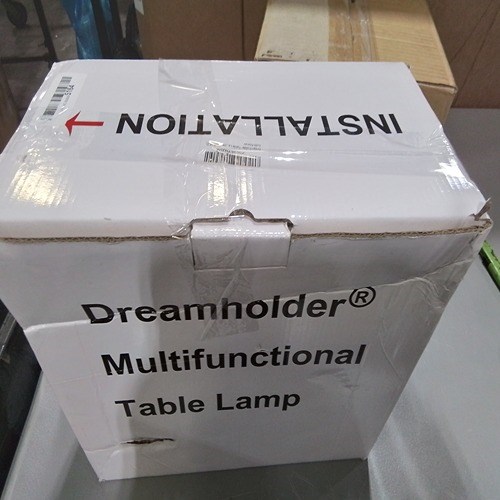 INSTALLATION
Dreamholder®
Multifunctional
Table Lamp